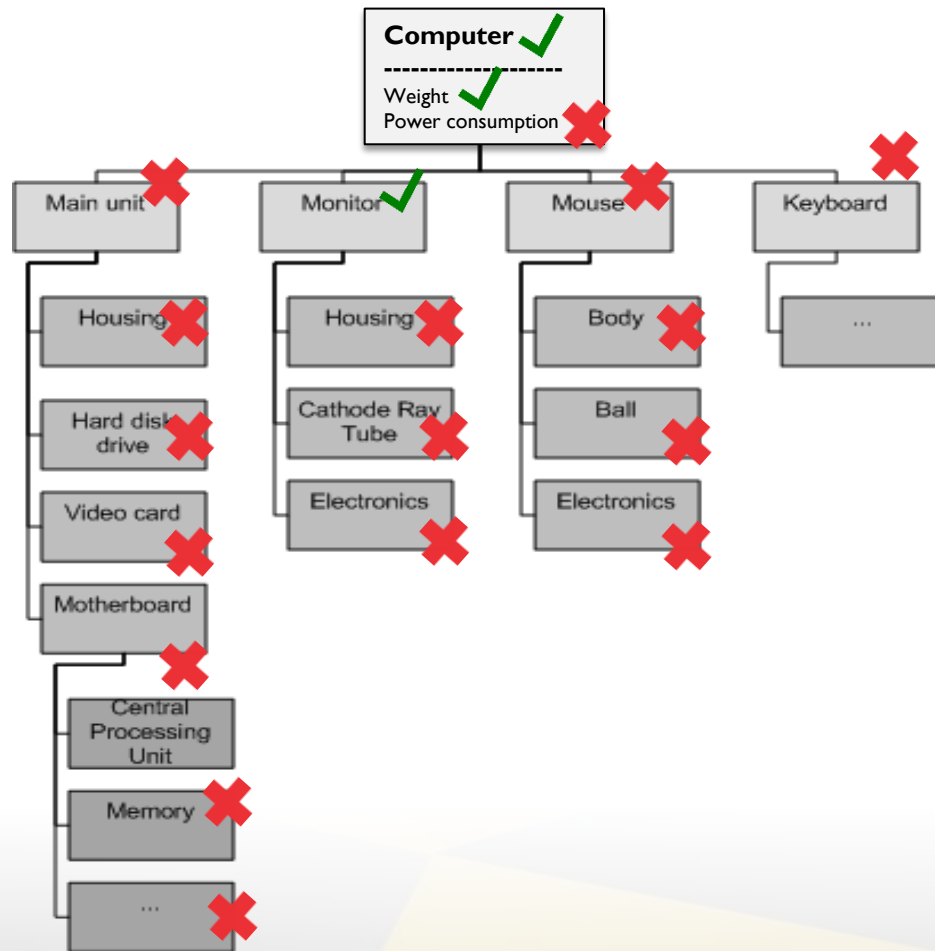 Computer
--------------------
Weight
Power consumption
Main unit
Monitor
Mouse
Keyboard
Housing
Hard disk
drive
Video card
Motherboard
Central
Processing
Unit
Memory
...
Housing
Cathode Ray
Tube
Electronics
Body
Ball
Electronics
...